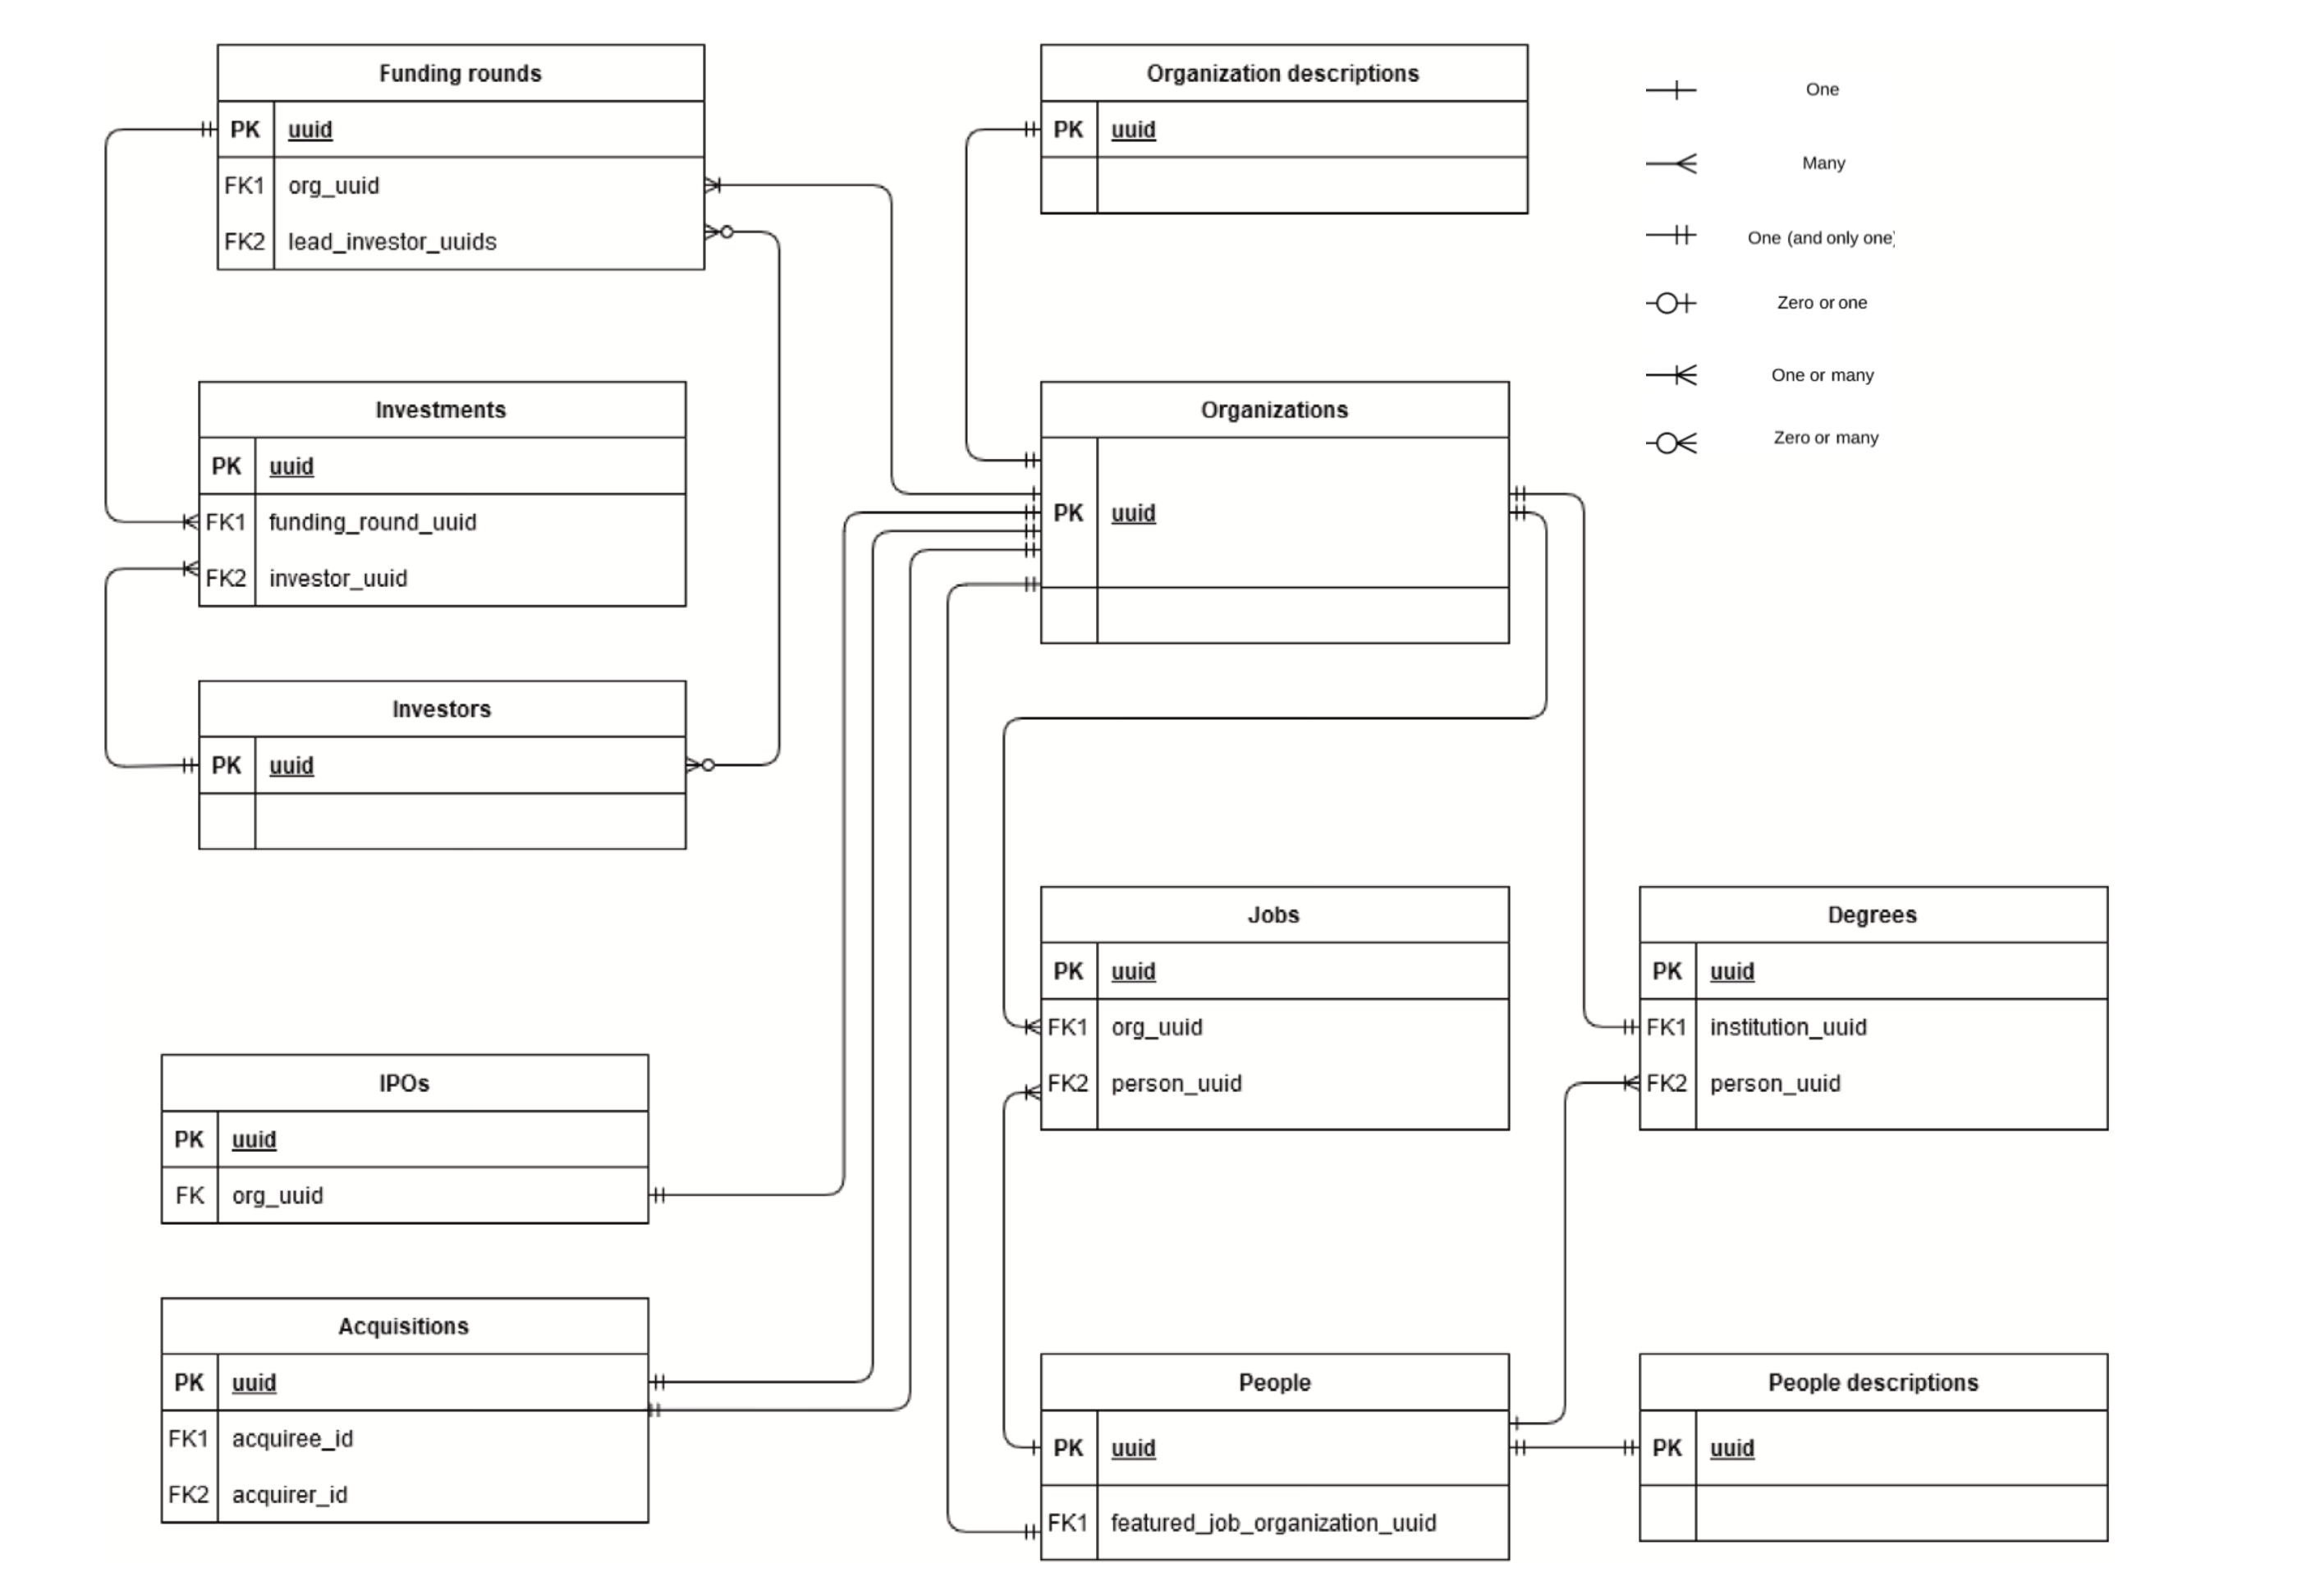 Funding rounds
PK uuid
FK1 org_uuid
FK2 lead_investor_uuids
Organization descriptions
PK uuid
One
Many
One (and only one)
Zero or one
One or many
Zero or many
Investments
PK uuid
FK1 funding_round_uuid
FK2 investor_uuid
Organizations
PK uuid
Investors
PK uuid
Jobs
PK uuid
FK1 org_uuid
FK2 person_uuid
Degrees
PK uuid
FK1 institution_uuid
FK2 person_uuid
IPOs
PK uuid
FK org_uuid
Acquisitions
PK uuid
FK1 acquiree_id
FK2 acquirer_id
People
PK uuid
FK1 featured_job_organization_uuid
People descriptions
PK uuid